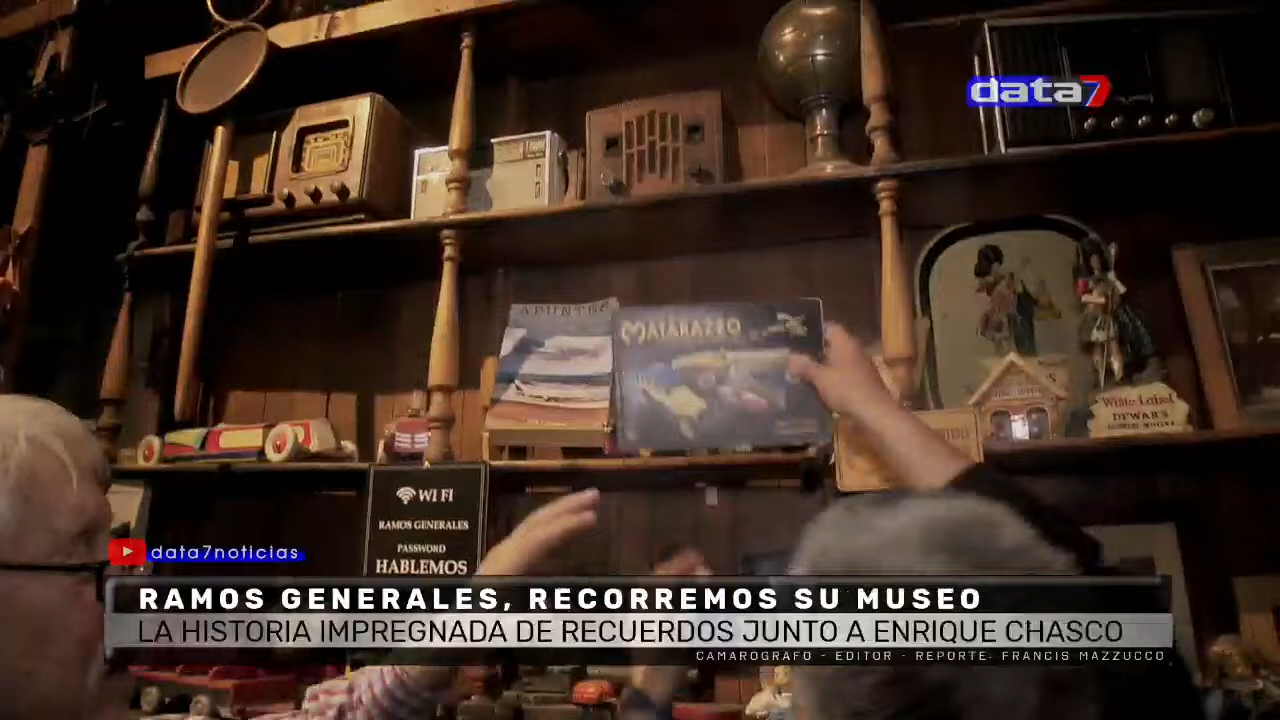 data7
MATARAZZO
White Label
DEWAR'S
WI FI
RAMOS GENERALES
PASSWORD
HABLEMOS
data7noticias
RAMOS GENERALES, RECORREMOS SU MUSEO
LA HISTORIA IMPREGNADA DE RECUERDOS JUNTO A ENRIQUE CHASCO
CAMAROGRAFO - EDITOR - REPORTE: FRANCIS MAZZUCCO